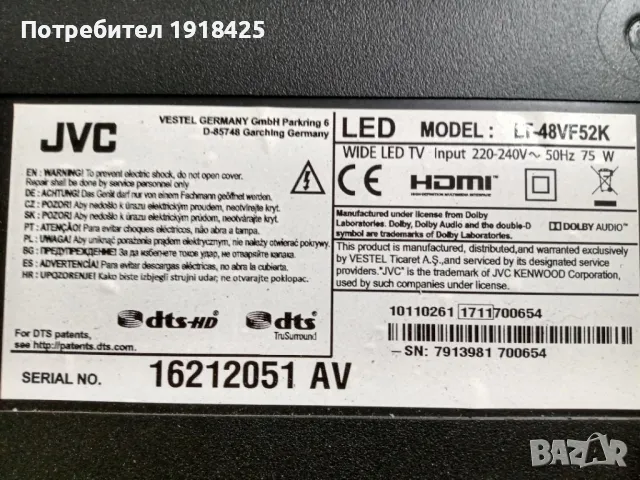 Потребител 1918425
JVC
VESTEL GERMANY GmbH Parkring 6
D-85748 Garching Germany
EN : WARNING! To prevent electric shock, do not open cover.
Repair shall be done by service personnel only
DE : ACHTUNG! Das Gerät darf nur von einem Fachmann geöffnet werden.
CZ : POZOR! Aby nedošlo k úrazu elektrickým proudem, neotvírejte kryt.
SK : POZOR! Aby nedošlo k úrazu elektrickým prúdom, neotvárajte kryt.
PT : ATENÇÃO! Para evitar choques eléctricos, não abra a tampa.
PL : UWAGA! Aby uniknąć porażenia prądem elektrycznym, nie należy otwierać pokrywy.
BG : ПРЕДУПРЕЖДЕНИЕ! За да избегнете токов удар, не отваряйте капака.
ES : ADVERTENCIA! Para evitar descargas eléctricas, no abra la cubierta.
HR : UPOZORENJE! Kako biste izbjegli strujni udar, ne otvarajte poklopac.
For DTS patents,
see http://patents.dts.com.
dts-HD
dts
TruSurround
SERIAL NO. 16212051 AV
LED MODEL : LT-48VF52K
WIDE LED TV Input 220-240V~ 50Hz 75 W
CE HDMI
HIGH-DEFINITION MULTIMEDIA INTERFACE
Manufactured under license from Dolby
Laboratories. Dolby, Dolby Audio and the double-D
symbol are trademarks of Dolby Laboratories.
DOLBY AUDIO™
This product is manufactured, distributed,and warranted exclusively
by VESTEL Ticaret A.Ş.,and serviced by its designated service
providers."JVC" is the trademark of JVC KENWOOD Corporation,
used by such companies under license.
10110261 1711 700654
SN: 7913981 700654
BAZAR